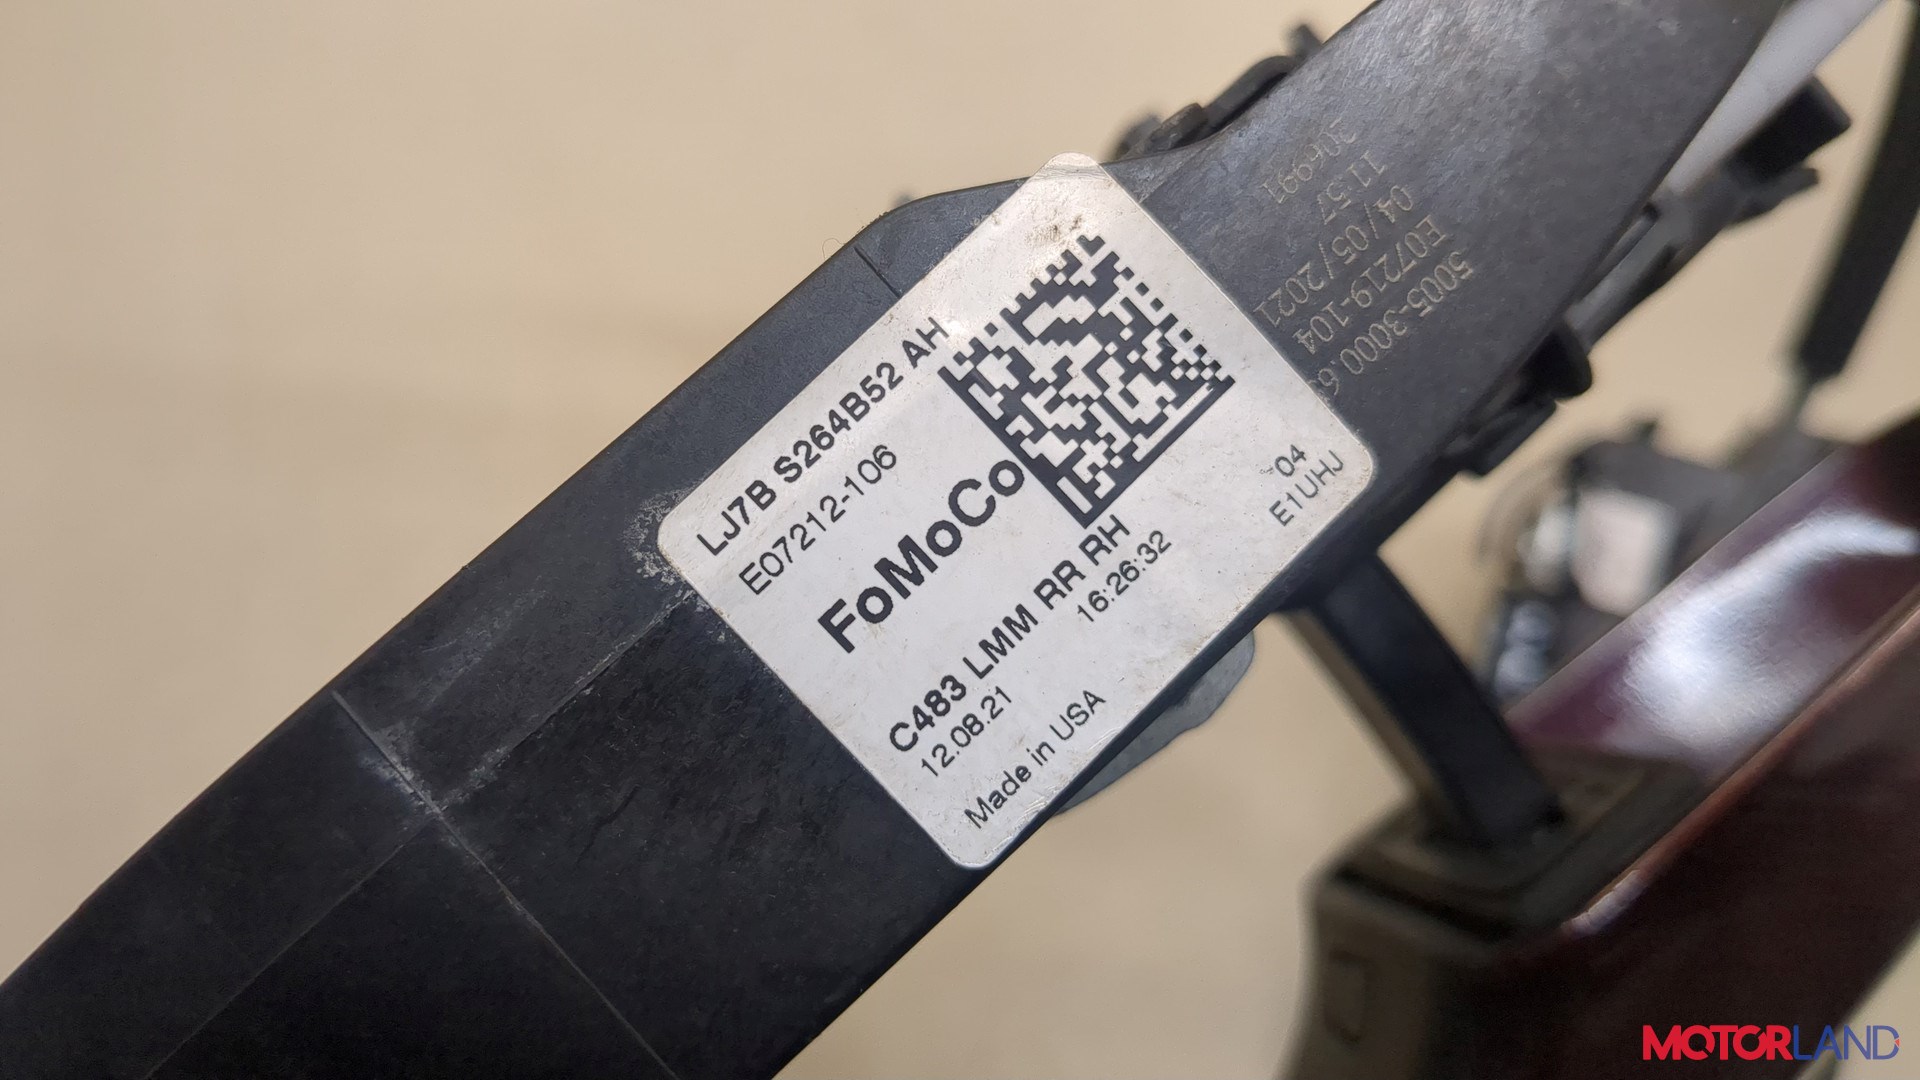 LJ7B S264B52 AH
E07212-106
FoMoCo
C483 LMM RR RH
12.08.21 16:26:32
Made in USA
04
E1UHJ
5005-3000.6
E07219-104
04/05/2021
11:57
MOTORLAND